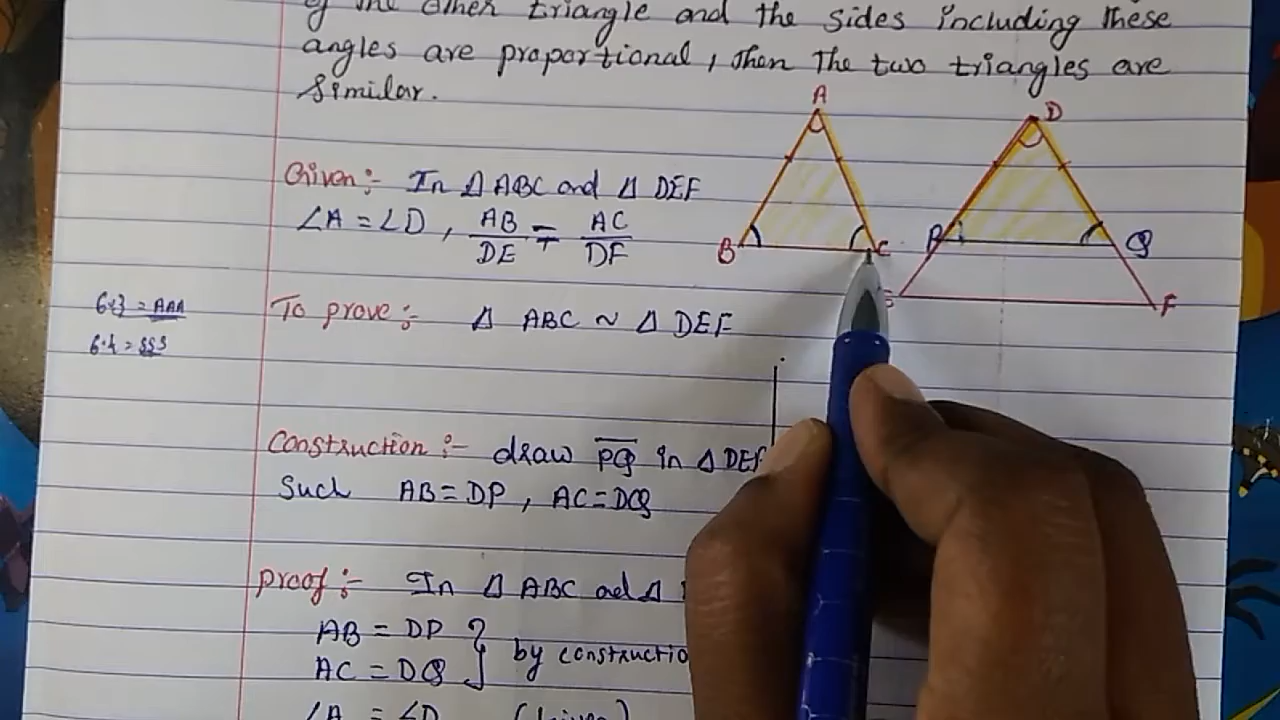 of the other triangle and the sides including these
angles are proportional, then the two triangles are
similar.
A
D
Given:- In Δ ABC and Δ DEF
∠A = ∠D, AB/DE = AC/DF
B
C
P
Q
E
F
6.3 = AAA
To prove:- Δ ABC ~ Δ DEF
6.4 = SSS
Construction:- draw PQ in Δ DEF
Such AB = DP, AC = DQ
Proof:- In Δ ABC ad Δ
AB = DP
AC = DQ } by constructio
∠A = ∠D (Given)